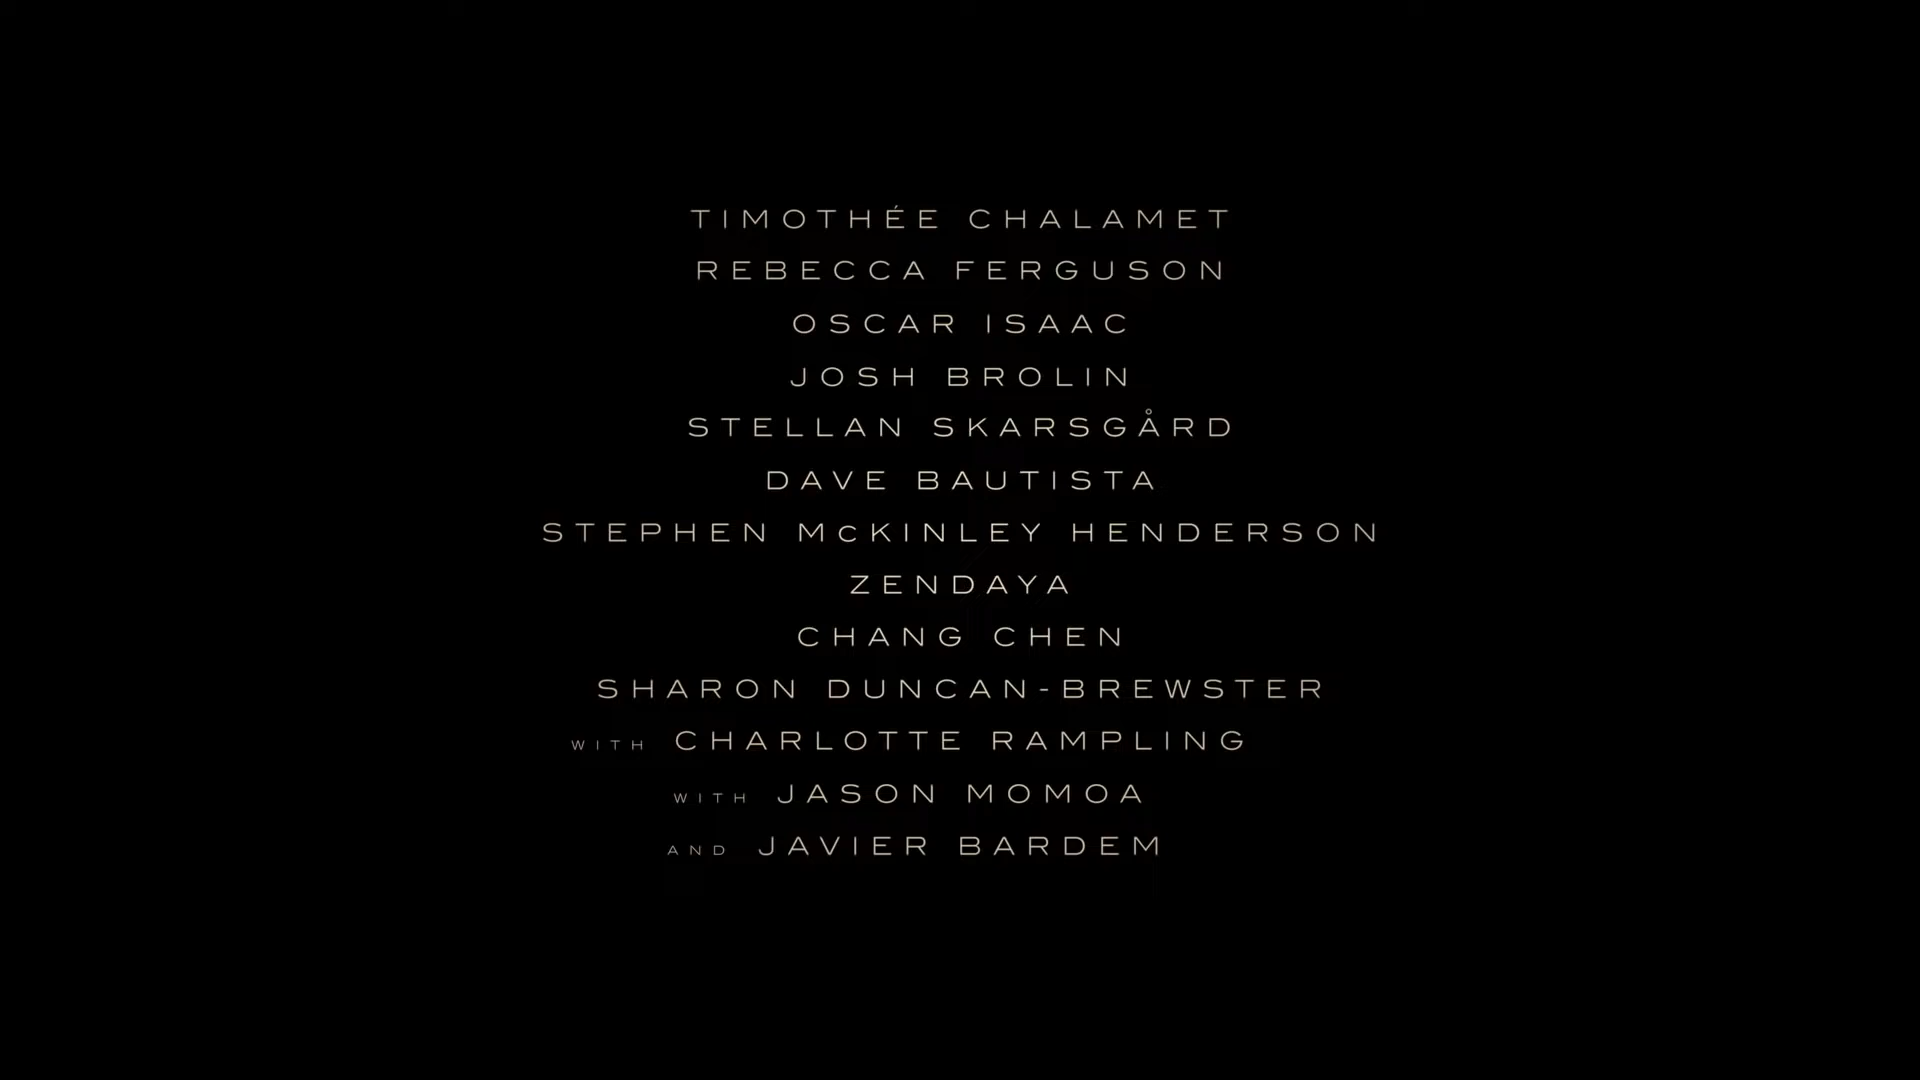 TIMOTHÉE CHALAMET
REBECCA FERGUSON
OSCAR ISAAC
JOSH BROLIN
STELLAN SKARSGÅRD
DAVE BAUTISTA
STEPHEN McKINLEY HENDERSON
ZENDAYA
CHANG CHEN
SHARON DUNCAN-BREWSTER
WITH CHARLOTTE RAMPLING
WITH JASON MOMOA
AND JAVIER BARDEM